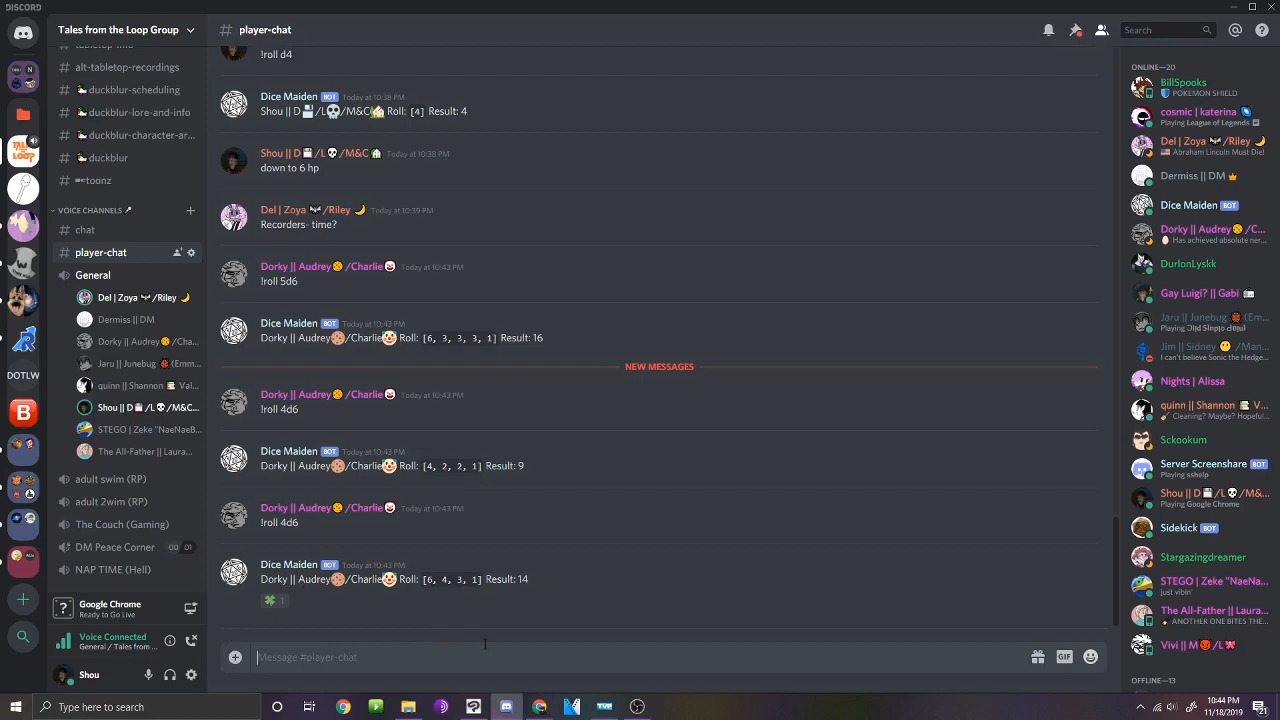 DISCORD
Tales from the Loop Group
# player-chat
Search
# tabletop-info
# alt-tabletop-recordings
# duckblur-scheduling
# duckblur-lore-and-info
# duckblur-character-ar...
# duckblur
# toonz
VOICE CHANNELS
# chat
# player-chat
General
Del | Zoya /Riley
Dermiss || DM
Dorky || Audrey /Cha...
Jaru || Junebug (Emm...
quinn || Shannon Val...
Shou || D /L /M&C...
STEGO | Zeke "NaeNaeB...
The All-Father || Laura...
adult swim (RP)
adult 2wim (RP)
The Couch (Gaming)
DM Peace Corner 00 01
NAP TIME (Hell)
Google Chrome
Ready to Go Live
Voice Connected
General / Tales from ...
Shou
!roll d4
Dice Maiden BOT Today at 10:38 PM
Shou || D /L /M&C Roll: [4] Result: 4
Shou || D /L /M&C Today at 10:38 PM
down to 6 hp
Del | Zoya /Riley Today at 10:39 PM
Recorders- time?
Dorky || Audrey /Charlie Today at 10:43 PM
!roll 5d6
Dice Maiden BOT Today at 10:43 PM
Dorky || Audrey /Charlie Roll: [6, 3, 3, 3, 1] Result: 16
NEW MESSAGES
Dorky || Audrey /Charlie Today at 10:43 PM
!roll 4d6
Dice Maiden BOT Today at 10:43 PM
Dorky || Audrey /Charlie Roll: [4, 2, 2, 1] Result: 9
Dorky || Audrey /Charlie Today at 10:43 PM
!roll 4d6
Dice Maiden BOT Today at 10:43 PM
Dorky || Audrey /Charlie Roll: [6, 4, 3, 1] Result: 14
1
Message #player-chat
GIF
ONLINE—20
BillSpooks
POKEMON SHIELD
cosmic | katerina
Playing League of Legends
Del | Zoya /Riley
Abraham Lincoln Must Die!
Dermiss || DM
Dice Maiden BOT
Dorky || Audrey /C...
Has achieved absolute ner...
DurlonLyskk
Gay Luigi? || Gabi
Jaru || Junebug (Em...
Jim || Sidney / Man...
I can't believe Sonic the Hedge...
Nights | Alissa
quinn || Shannon V...
Cleaning? Maybe? Hopeful...
Sckookum
Server Screenshare BOT
Playing sshelp
Shou || D /L /M&...
Playing Google Chrome
Sidekick BOT
Stargazingdreamer
STEGO | Zeke "NaeNa...
just vibin'
The All-Father || Laura...
ANOTHER ONE BITES THE...
Vivi || M /L
OFFLINE—13
DOTLW
Type here to search
10:44 PM
11/18/2019